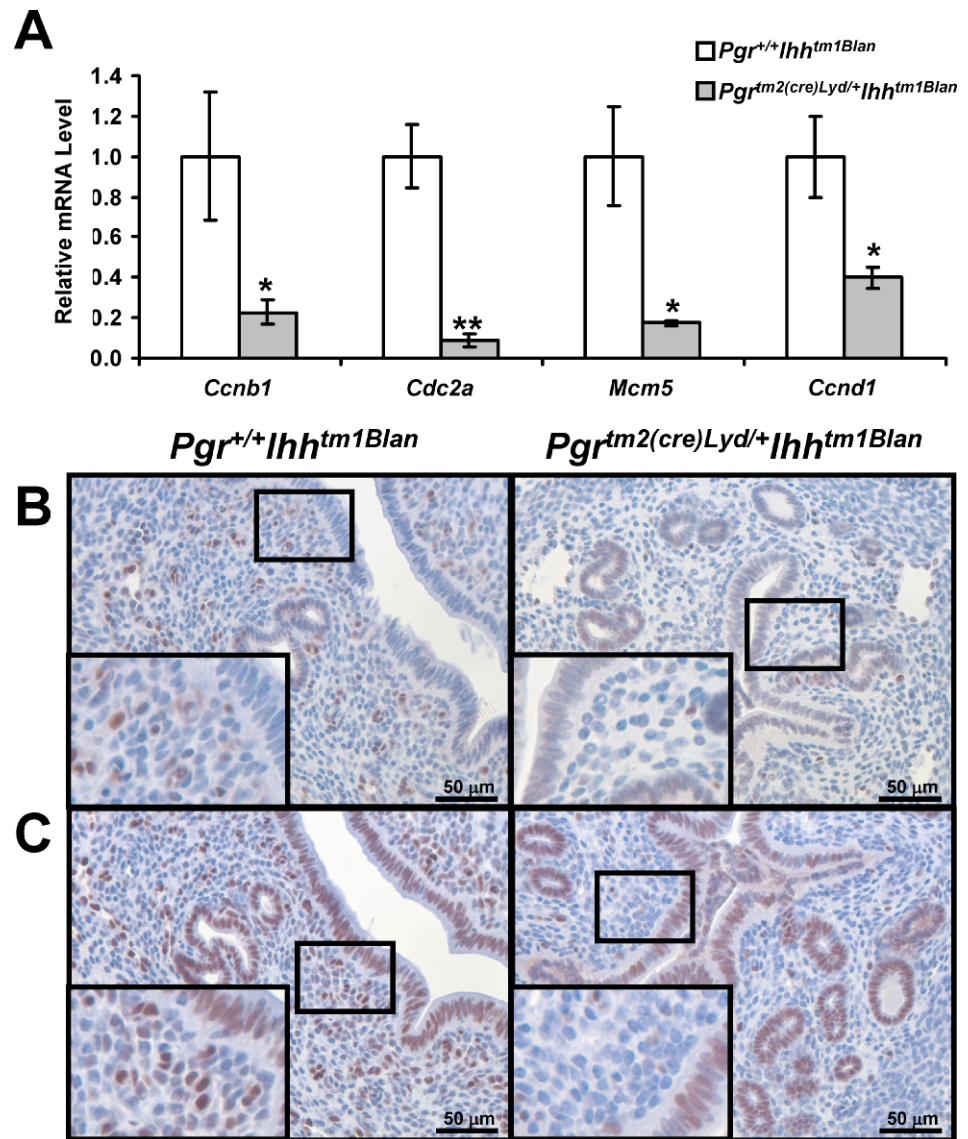 A
Pgr+/+Ihhtm1Blan
Pgrtm2(cre)Lyd/+Ihhtm1Blan
Relative mRNA Level
1.4
1.2
1.0
0.8
0.6
0.4
0.2
0.0
*
**
*
*
Ccnb1 Cdc2a Mcm5 Ccnd1
Pgr+/+Ihhtm1Blan Pgrtm2(cre)Lyd/+Ihhtm1Blan
B
50 μm 50 μm
C
50 μm 50 μm